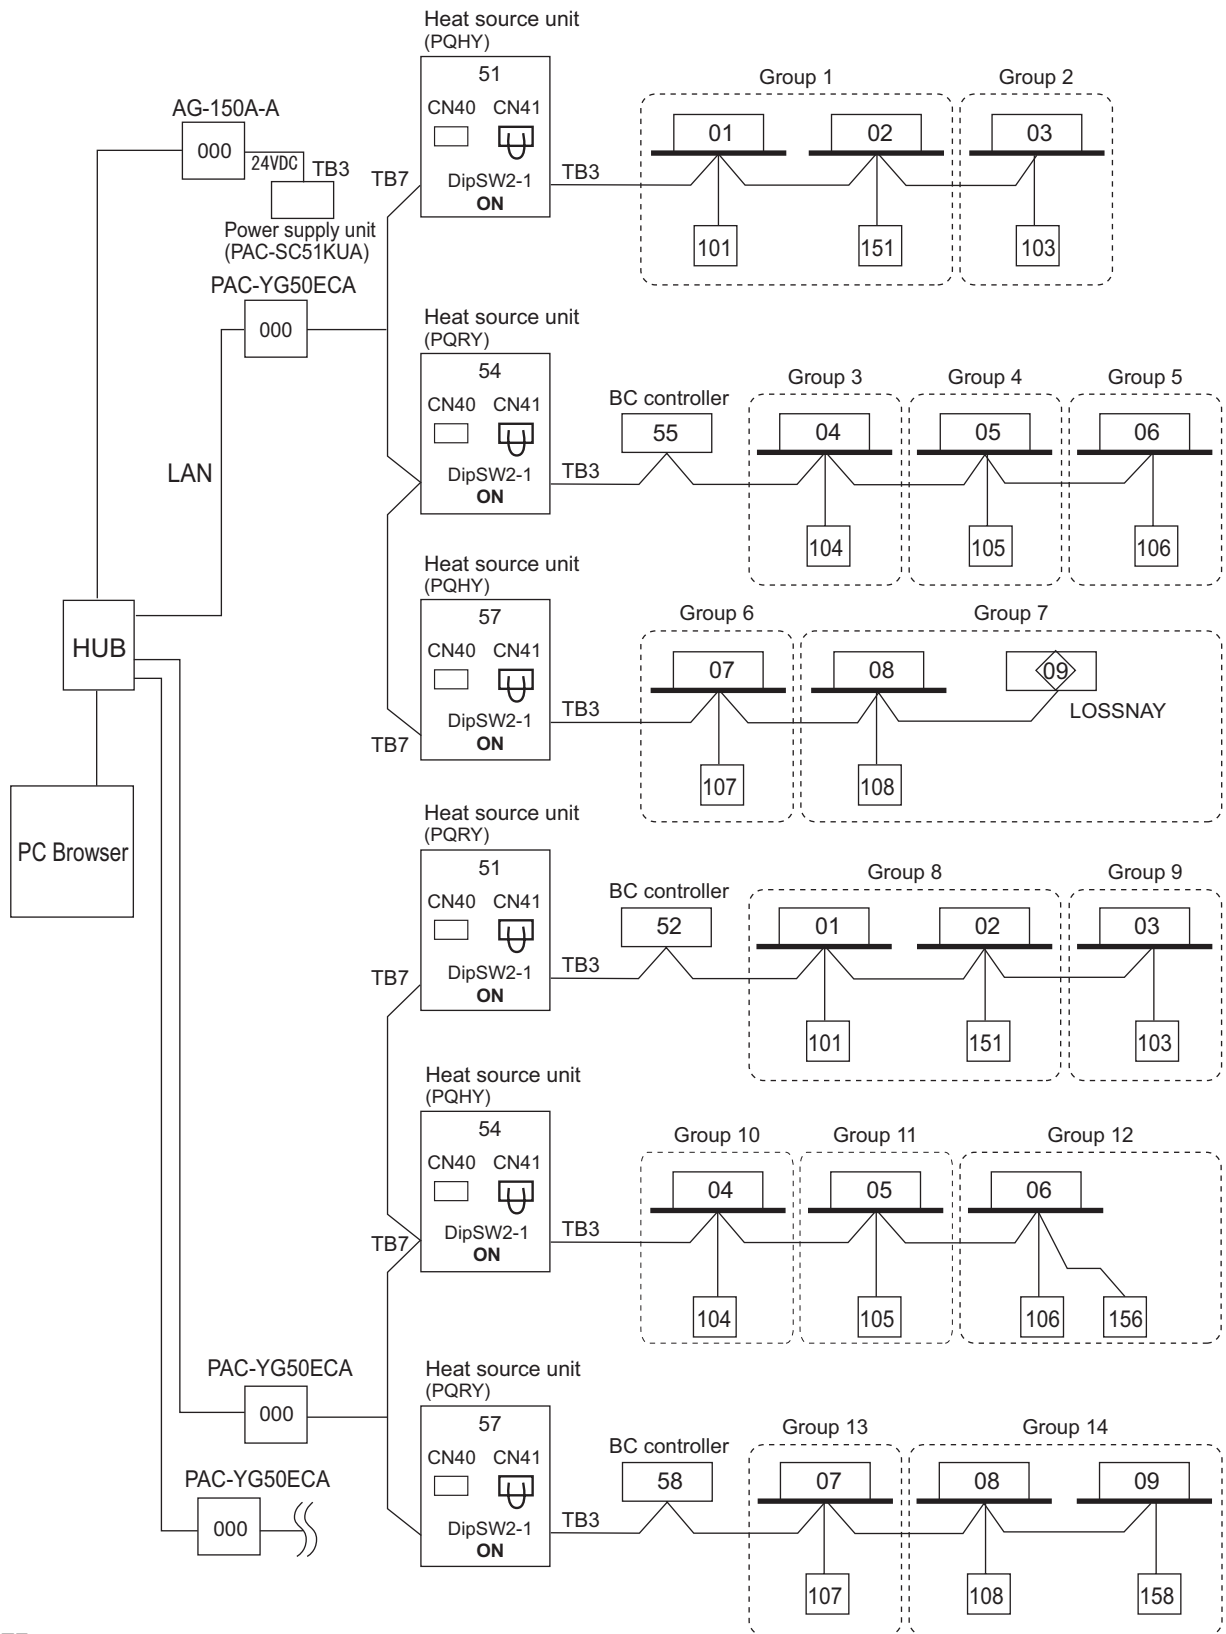 Heat source unit
(PQHY)
51
CN40 CN41
DipSW2-1
ON
TB7
TB3
Group 1
Group 2
01
02
03
101
151
103
AG-150A-A
000
24VDC
TB3
Power supply unit
(PAC-SC51KUA)
PAC-YG50ECA
000
LAN
HUB
PC Browser
Heat source unit
(PQRY)
54
CN40 CN41
DipSW2-1
ON
TB3
BC controller
55
Group 3
Group 4
Group 5
04
05
06
104
105
106
Heat source unit
(PQHY)
57
CN40 CN41
DipSW2-1
ON
TB7
TB3
Group 6
Group 7
07
08
09
LOSSNAY
107
108
Heat source unit
(PQRY)
51
CN40 CN41
DipSW2-1
ON
TB7
TB3
BC controller
52
Group 8
Group 9
01
02
03
101
151
103
Heat source unit
(PQHY)
54
CN40 CN41
DipSW2-1
ON
TB7
TB3
Group 10
Group 11
Group 12
04
05
06
104
105
106
156
PAC-YG50ECA
000
PAC-YG50ECA
000
Heat source unit
(PQRY)
57
CN40 CN41
DipSW2-1
ON
TB3
BC controller
58
Group 13
Group 14
07
08
09
107
108
158